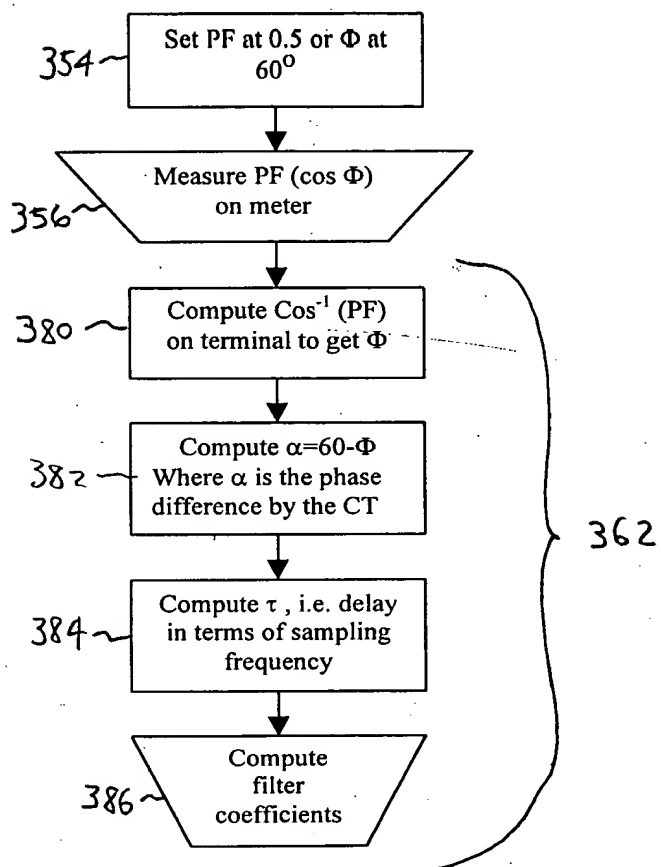 354
Set PF at 0.5 or Φ at
60⁰
356
Measure PF (cos Φ)
on meter
380
Compute Cos⁻¹ (PF)
on terminal to get Φ
382
Compute α=60-Φ
Where α is the phase
difference by the CT
384
Compute τ , i.e. delay
in terms of sampling
frequency
386
Compute
filter
coefficients
362